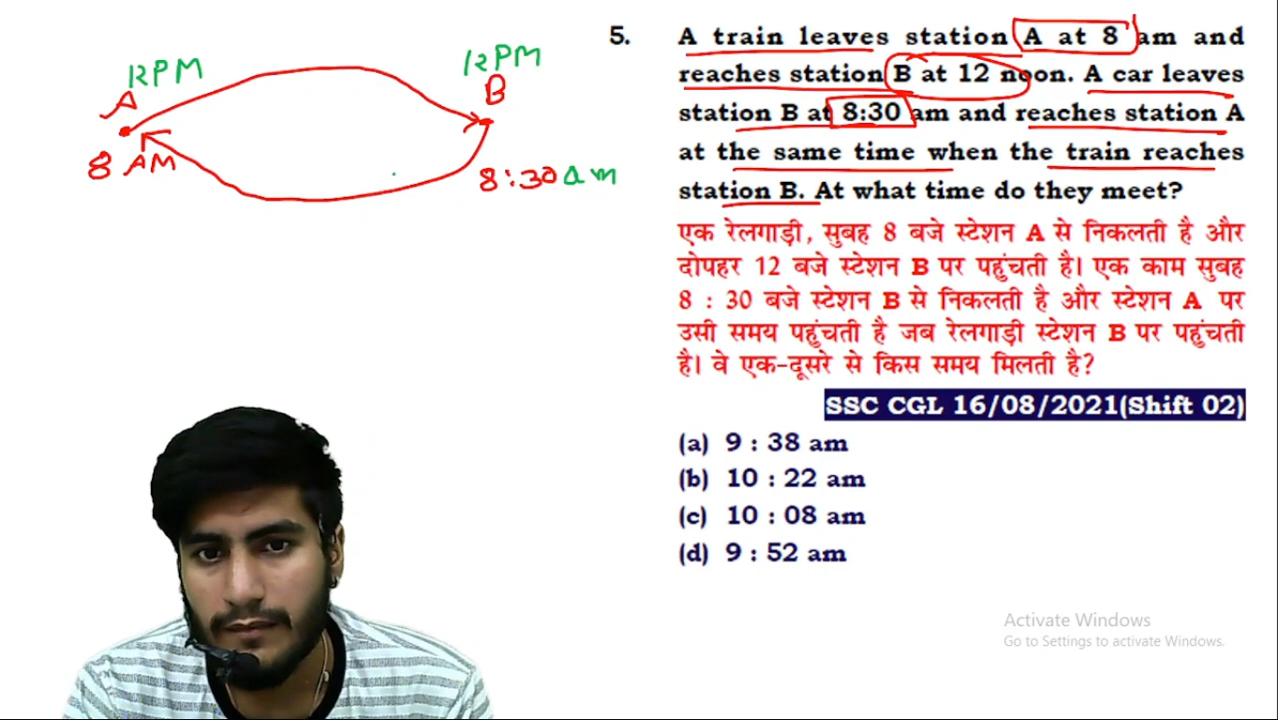 12PM
12PM
A
B
8 AM
8:30am
5. A train leaves station A at 8 am and
reaches station B at 12 noon. A car leaves
station B at 8:30 am and reaches station A
at the same time when the train reaches
station B. At what time do they meet?
एक रेलगाड़ी, सुबह 8 बजे स्टेशन A से निकलती है और
दोपहर 12 बजे स्टेशन B पर पहुंचती है। एक काम सुबह
8 : 30 बजे स्टेशन B से निकलती है और स्टेशन A पर
उसी समय पहुंचती है जब रेलगाड़ी स्टेशन B पर पहुंचती
है। वे एक-दूसरे से किस समय मिलती है?
SSC CGL 16/08/2021(Shift 02)
(a) 9 : 38 am
(b) 10 : 22 am
(c) 10 : 08 am
(d) 9 : 52 am
Activate Windows
Go to Settings to activate Windows.